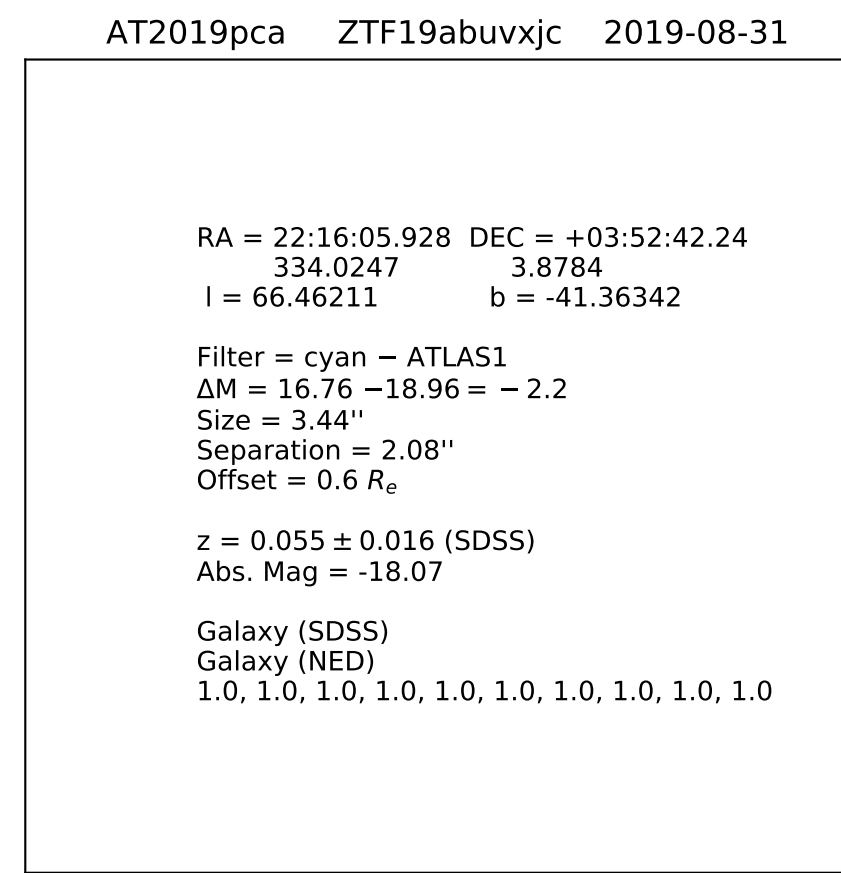 AT2019pca ZTF19abuvxjc 2019-08-31
RA = 22:16:05.928 DEC = +03:52:42.24
334.0247 3.8784
l = 66.46211 b = -41.36342
Filter = cyan − ATLAS1
ΔM = 16.76 −18.96 = − 2.2
Size = 3.44''
Separation = 2.08''
Offset = 0.6 Re
z = 0.055 ± 0.016 (SDSS)
Abs. Mag = -18.07
Galaxy (SDSS)
Galaxy (NED)
1.0, 1.0, 1.0, 1.0, 1.0, 1.0, 1.0, 1.0, 1.0, 1.0